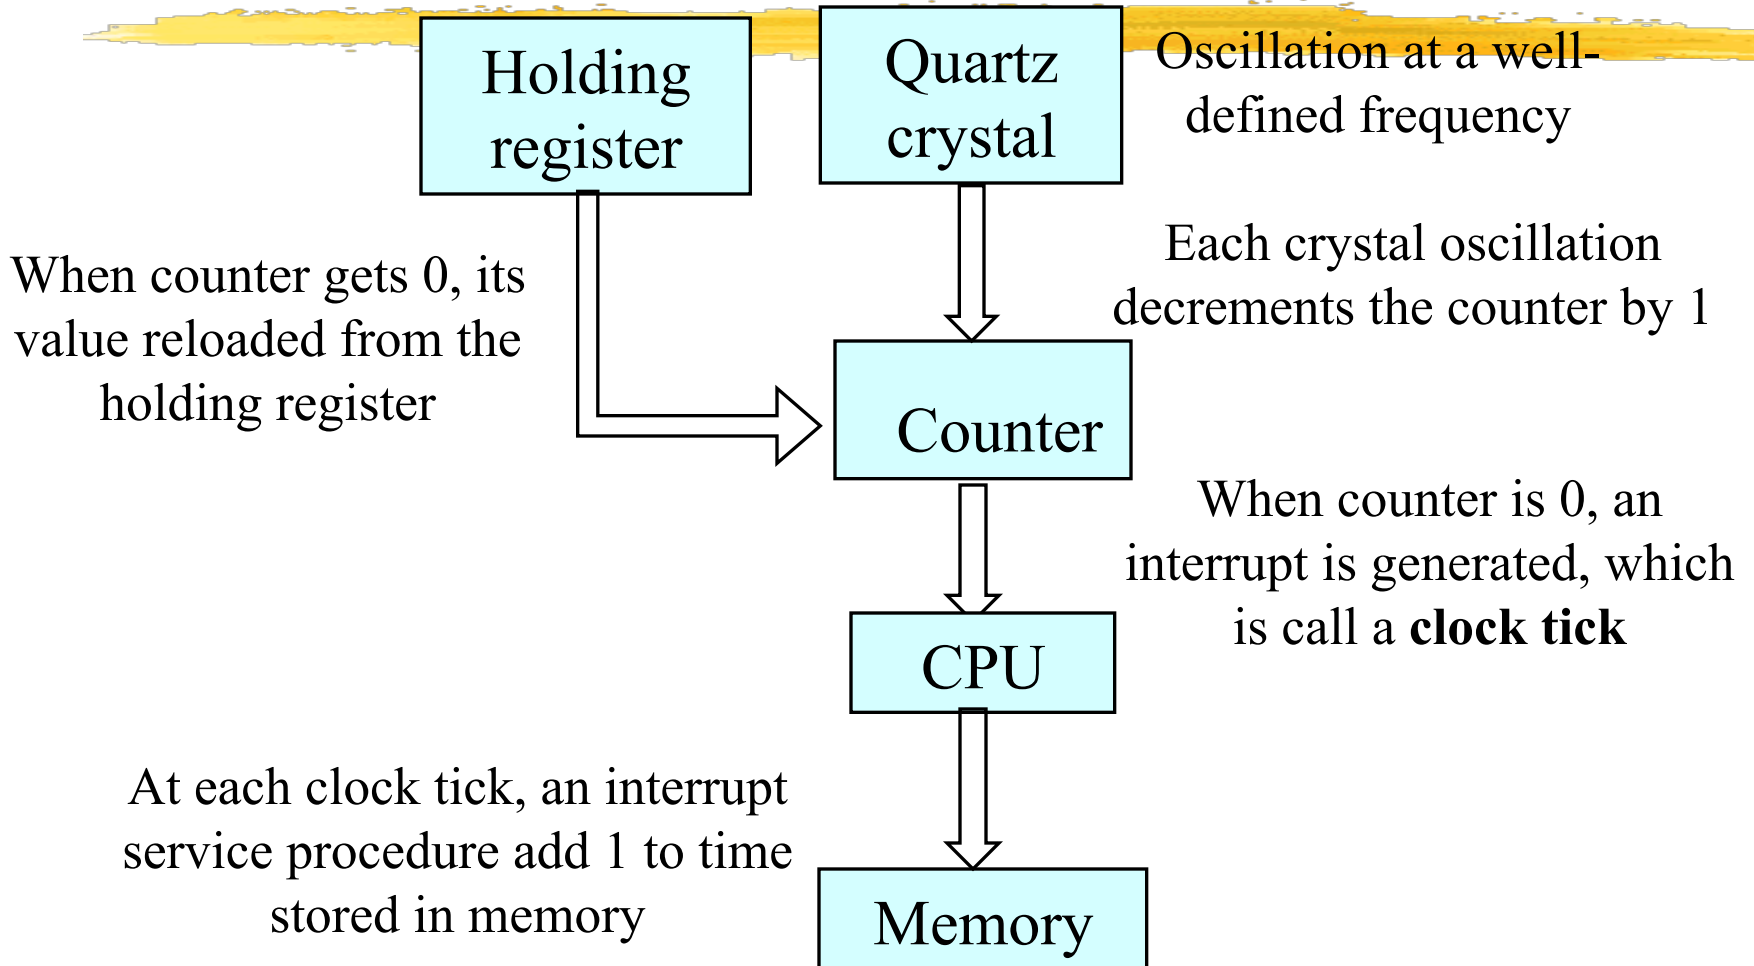 Holding
register
Quartz
crystal
Oscillation at a well-
defined frequency
When counter gets 0, its
value reloaded from the
holding register
Each crystal oscillation
decrements the counter by 1
Counter
When counter is 0, an
interrupt is generated, which
is call a clock tick
CPU
At each clock tick, an interrupt
service procedure add 1 to time
stored in memory
Memory